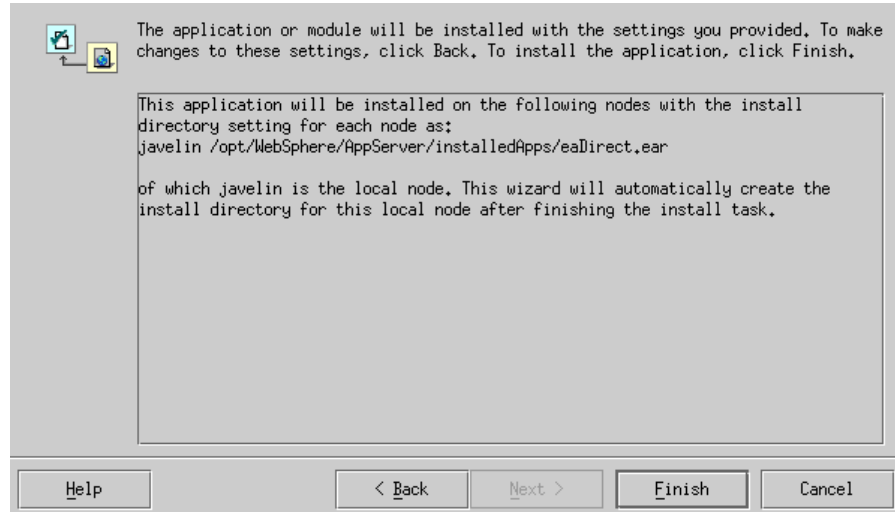 The application or module will be installed with the settings you provided. To make
changes to these settings, click Back. To install the application, click Finish.
This application will be installed on the following nodes with the install
directory setting for each node as:
javelin /opt/WebSphere/AppServer/installedApps/eaDirect.ear
of which javelin is the local node. This wizard will automatically create the
install directory for this local node after finishing the install task.
Help
< Back
Next >
Finish
Cancel